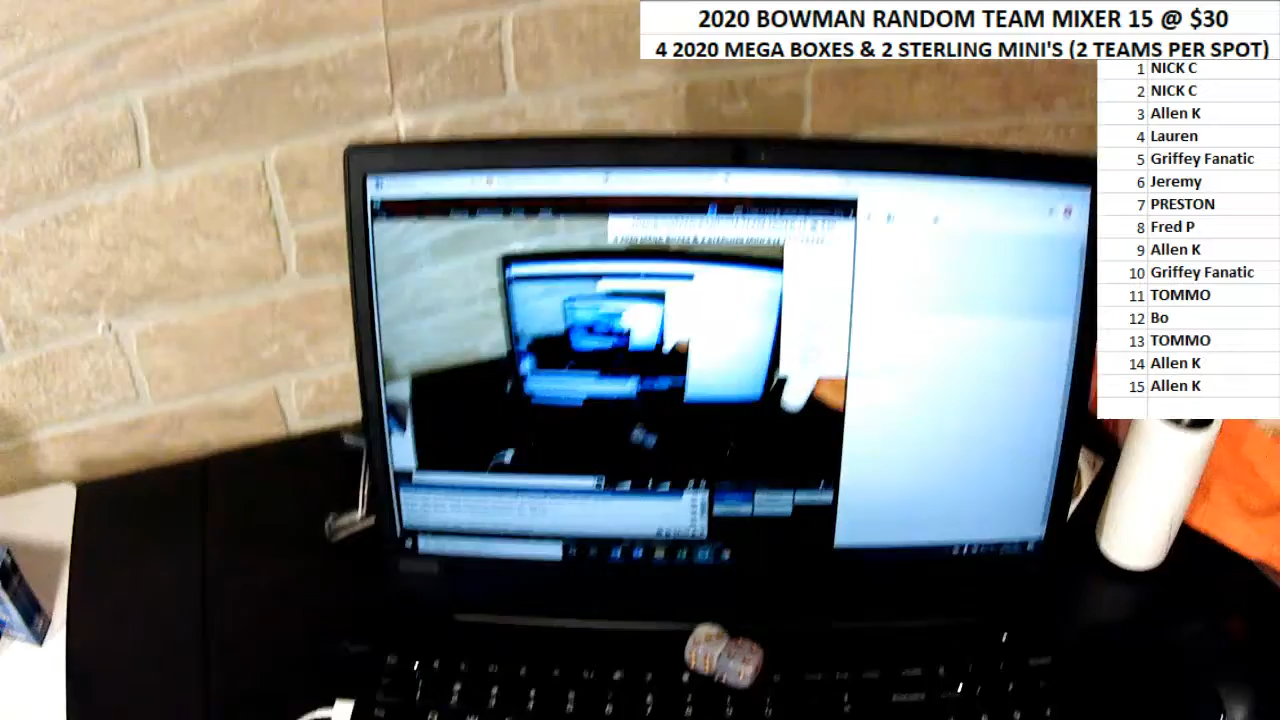 2020 BOWMAN RANDOM TEAM MIXER 15 @ $30
4 2020 MEGA BOXES & 2 STERLING MINI'S (2 TEAMS PER SPOT)
1 NICK C
2 NICK C
3 Allen K
4 Lauren
5 Griffey Fanatic
6 Jeremy
7 PRESTON
8 Fred P
9 Allen K
10 Griffey Fanatic
11 TOMMO
12 Bo
13 TOMMO
14 Allen K
15 Allen K